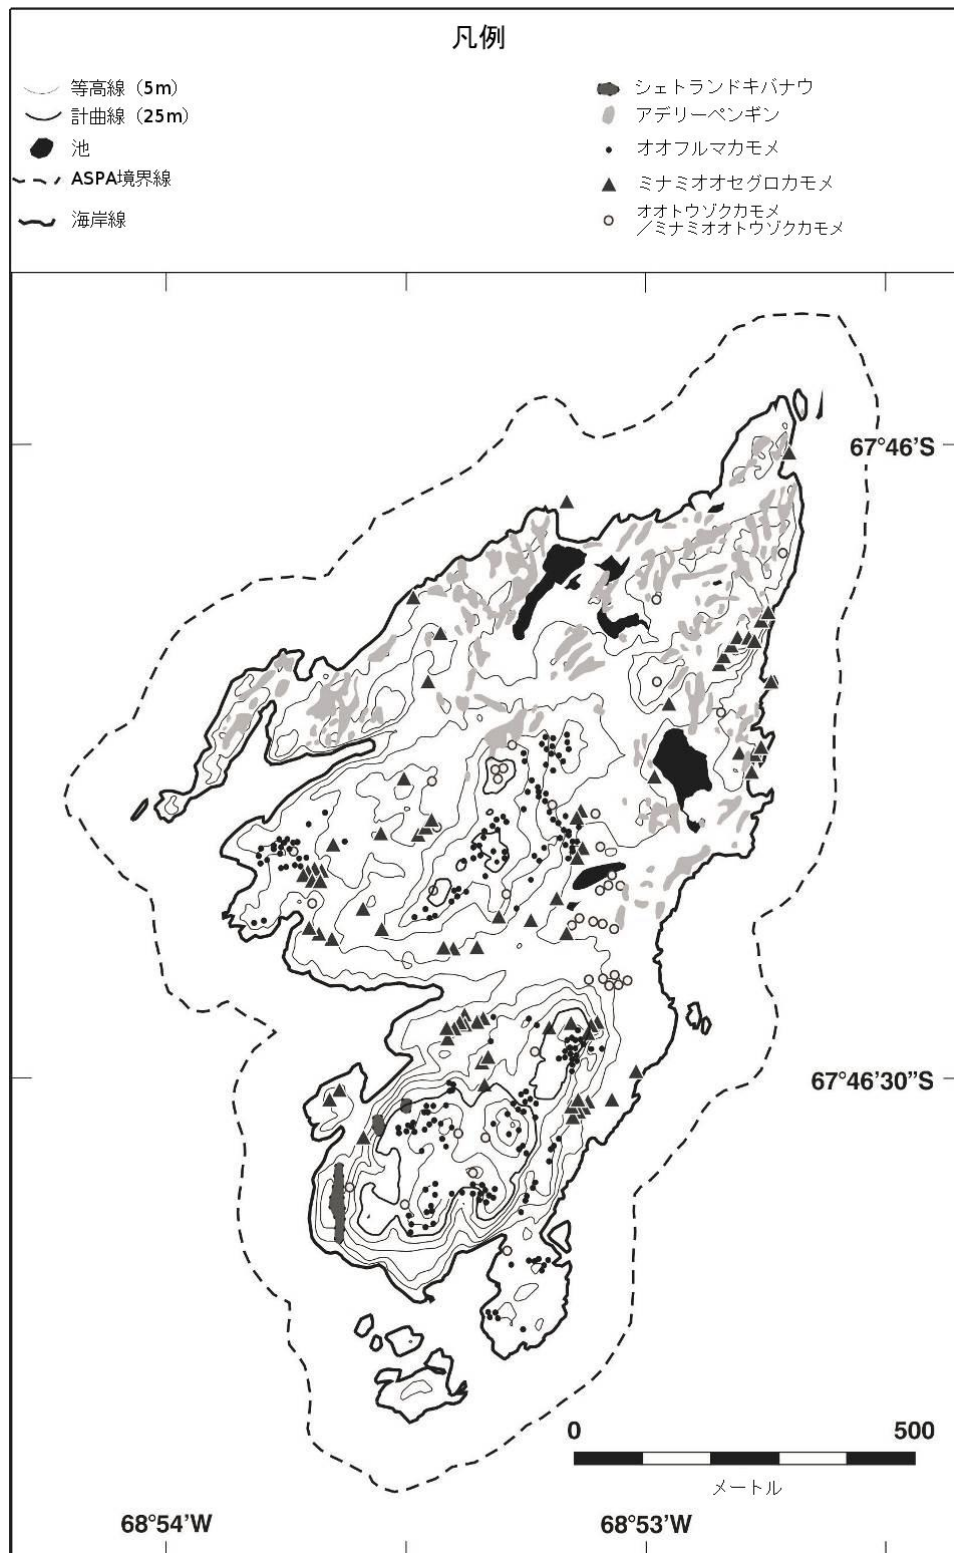 凡例
等高線（5m）
計曲線（25m）
池
ASPA境界線
海岸線
シェトランドキバナウ
アデリーペンギン
オオフルマカモメ
ミナミオオセグロカモメ
オオトウゾクカモメ
／ミナミオオトウゾクカモメ
67°46'S
67°46'30"S
0 500
メートル
68°54'W 68°53'W